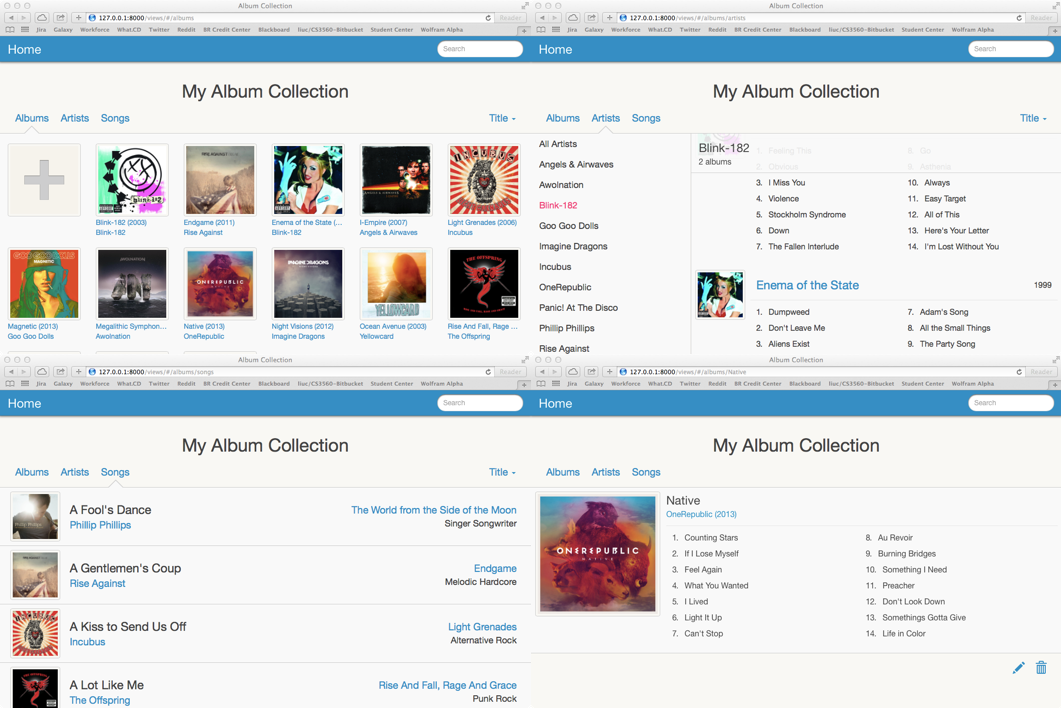 Album Collection
127.0.0.1:8000/views/#/albums
Reader
Jira Galaxy Workforce What.CD Twitter Reddit BR Credit Center Blackboard liuc/CS3560-Bitbucket Student Center Wolfram Alpha
Home
Search
My Album Collection
Albums Artists Songs
Title
blink-182
Blink-182 (2003)
Blink-182
RISE AGAINST
Endgame (2011)
Rise Against
Enema of the State (...
Blink-182
I-Empire (2007)
Angels & Airwaves
INCUBUS
Light Grenades (2006)
Incubus
GOO GOO DOLLS
MAGNETIC
Magnetic (2013)
Goo Goo Dolls
AWOLNATION
Megalithic Symphon...
Awolnation
ONEREPUBLIC
Native (2013)
OneRepublic
IMAGINE DRAGONS
Night Visions (2012)
Imagine Dragons
YELLOWCARD
Ocean Avenue (2003)
Yellowcard
THE OFFSPRING
Rise And Fall, Rage ...
The Offspring
Album Collection
127.0.0.1:8000/views/#/albums/artists
Reader
Jira Galaxy Workforce What.CD Twitter Reddit BR Credit Center Blackboard liuc/CS3560-Bitbucket Student Center Wolfram Alpha
Home
Search
My Album Collection
Albums Artists Songs
Title
All Artists
Angels & Airwaves
Awolnation
Blink-182
Goo Goo Dolls
Imagine Dragons
Incubus
OneRepublic
Panic! At The Disco
Phillip Phillips
Rise Against
Blink-182
2 albums
1. Feeling This
2. Obvious
3. I Miss You
4. Violence
5. Stockholm Syndrome
6. Down
7. The Fallen Interlude
8. Go
9. Asthenia
10. Always
11. Easy Target
12. All of This
13. Here's Your Letter
14. I'm Lost Without You
Enema of the State
1999
1. Dumpweed
2. Don't Leave Me
3. Aliens Exist
7. Adam's Song
8. All the Small Things
9. The Party Song
Album Collection
127.0.0.1:8000/views/#/albums/songs
Reader
Jira Galaxy Workforce What.CD Twitter Reddit BR Credit Center Blackboard liuc/CS3560-Bitbucket Student Center Wolfram Alpha
Home
Search
My Album Collection
Albums Artists Songs
Title
Phillip Phillips
A Fool's Dance
Phillip Phillips
The World from the Side of the Moon
Singer Songwriter
A Gentlemen's Coup
Rise Against
Endgame
Melodic Hardcore
A Kiss to Send Us Off
Incubus
Light Grenades
Alternative Rock
A Lot Like Me
The Offspring
Rise And Fall, Rage And Grace
Punk Rock
Album Collection
127.0.0.1:8000/views/#/albums/Native
Reader
Jira Galaxy Workforce What.CD Twitter Reddit BR Credit Center Blackboard liuc/CS3560-Bitbucket Student Center Wolfram Alpha
Home
Search
My Album Collection
Albums Artists Songs
ONEREPUBLIC
NATIVE
Native
OneRepublic (2013)
1. Counting Stars
2. If I Lose Myself
3. Feel Again
4. What You Wanted
5. I Lived
6. Light It Up
7. Can't Stop
8. Au Revoir
9. Burning Bridges
10. Something I Need
11. Preacher
12. Don't Look Down
13. Somethings Gotta Give
14. Life in Color